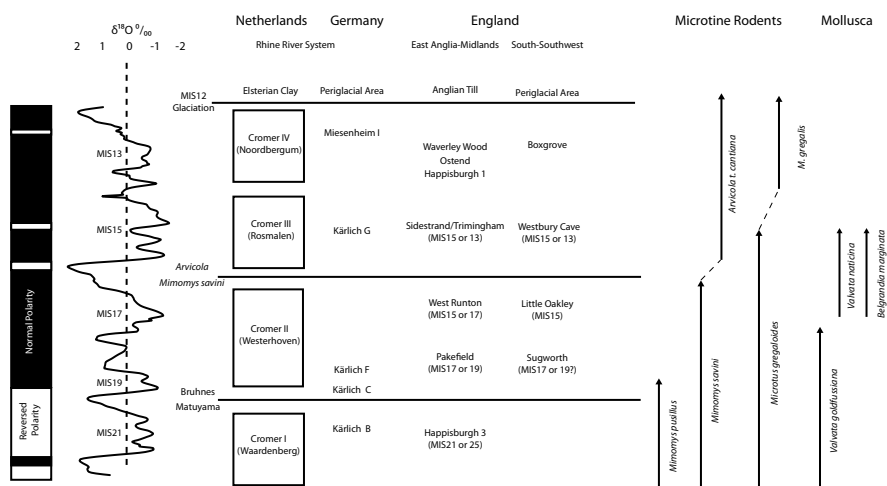 Netherlands
Germany
England
Microtine Rodents
Mollusca
δ18O 0/00
2 1 0 -1 -2
Rhine River System
East Anglia-Midlands
South-Southwest
MIS12
Glaciation
Elsterian Clay
Periglacial Area
Anglian Till
Periglacial Area
MIS13
Cromer IV
(Noordbergum)
Miesenheim I
Waverley Wood
Ostend
Happisburgh 1
Boxgrove
MIS15
Cromer III
(Rosmalen)
Kärlich G
Sidestrand/Trimingham
(MIS15 or 13)
Westbury Cave
(MIS15 or 13)
Arvicola
Mimomys savini
MIS17
Cromer II
(Westerhoven)
West Runton
(MIS15 or 17)
Little Oakley
(MIS15)
Pakefield
(MIS17 or 19)
Sugworth
(MIS17 or 19?)
Kärlich F
MIS19
Kärlich C
Bruhnes
Matuyama
MIS21
Cromer I
(Waardenberg)
Kärlich B
Happisburgh 3
(MIS21 or 25)
Normal Polarity
Reversed
Polarity
Mimomys pusillus
Mimomys savini
Arvicola t. cantiana
Microtus gregaloides
M. gregalis
Valvata goldfussiana
Valvata naticina
Belgrandia marginata